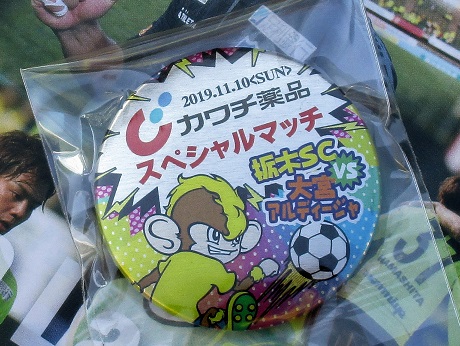 2019.11.10<SUN>
カワチ薬品
スペシャルマッチ
栃木SC
VS
大宮
アルディージャ